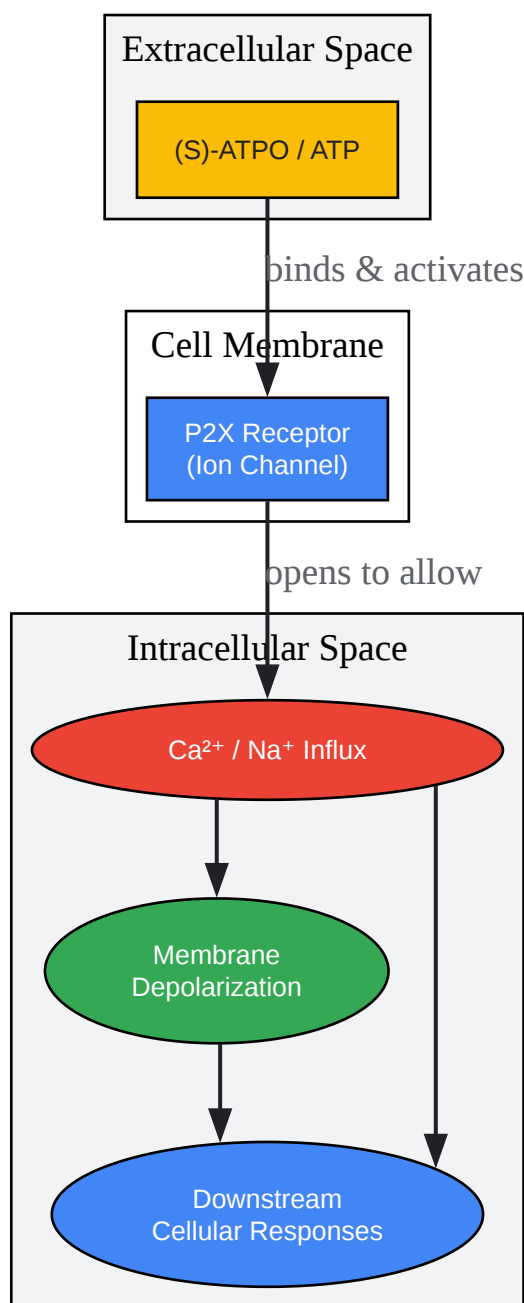 Extracellular Space
(S)-ATPO / ATP
binds & activates
Cell Membrane
P2X Receptor
(Ion Channel)
opens to allow
Intracellular Space
Ca²⁺ / Na⁺ Influx
Membrane
Depolarization
Downstream
Cellular Responses